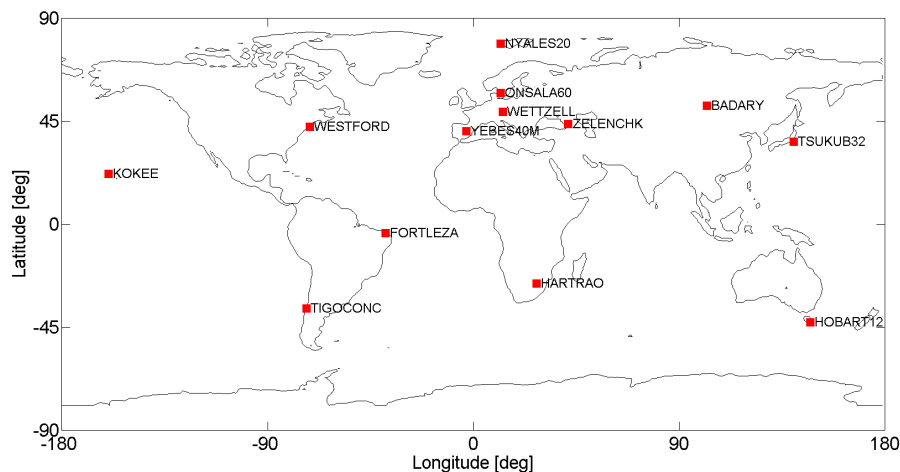 90
NYALES20
ONSALA60
WETTZELL
BADARY
45
WESTFORD
ZELENCHK
YEBES40M
TSUKUB32
KOKEE
Latitude [deg]
0
FORTLEZA
HARTRAO
TIGOCONC
HOBART12
-45
-90
-180
-90
0
90
180
Longitude [deg]